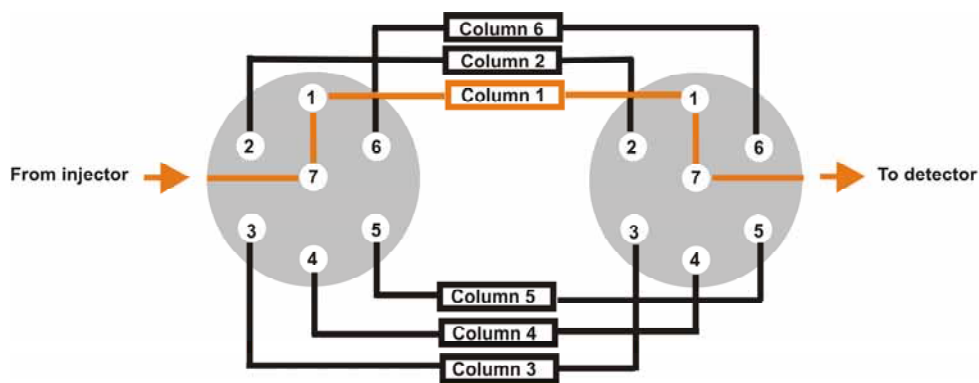 Column 6
Column 2
Column 1
1
1
2
6
2
6
From injector
7
7
To detector
3
5
3
5
4
4
Column 5
Column 4
Column 3